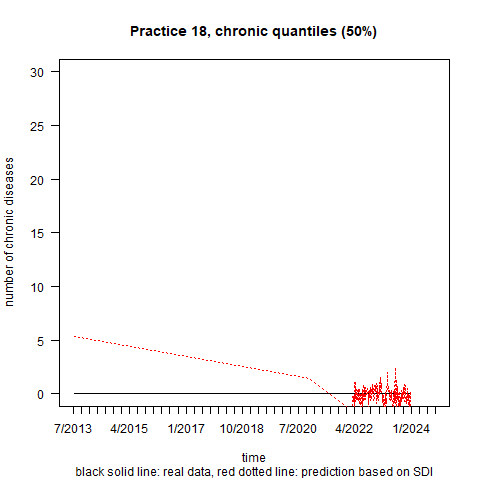 Practice 18, chronic quantiles (50%)
number of chronic diseases
30
25
20
15
10
5
0
7/2013 4/2015 1/2017 10/2018 7/2020 4/2022 1/2024
time
black solid line: real data, red dotted line: prediction based on SDI